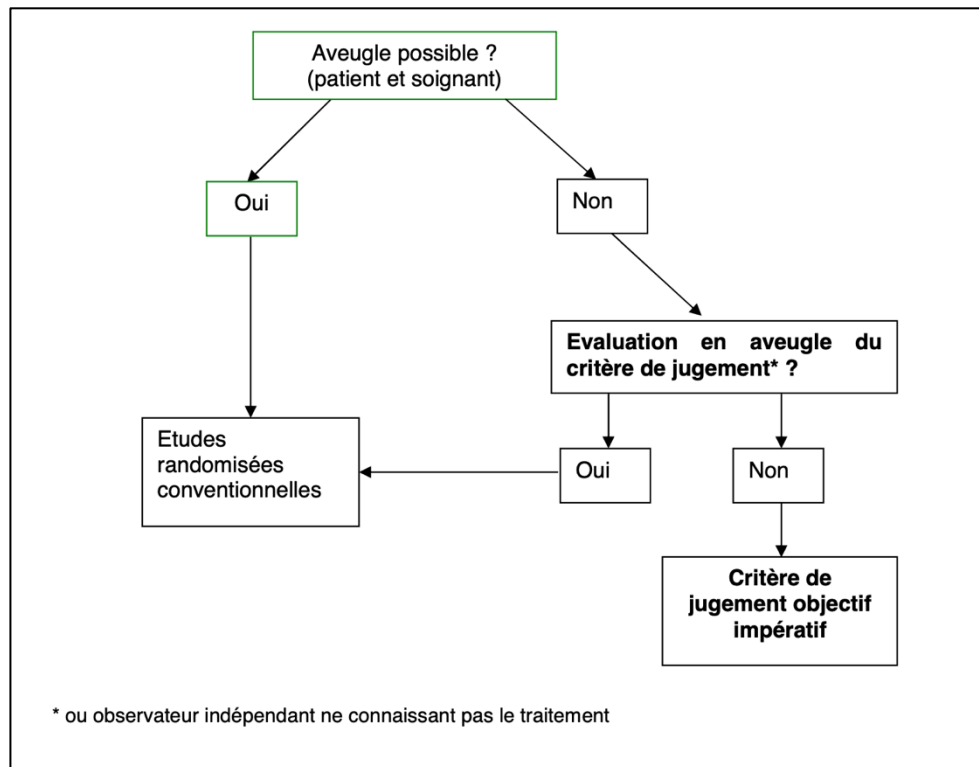 Aveugle possible ?
(patient et soignant)
Oui
Non
Evaluation en aveugle du
critère de jugement* ?
Etudes
randomisées
conventionnelles
Oui
Non
Critère de
jugement objectif
impératif
* ou observateur indépendant ne connaissant pas le traitement